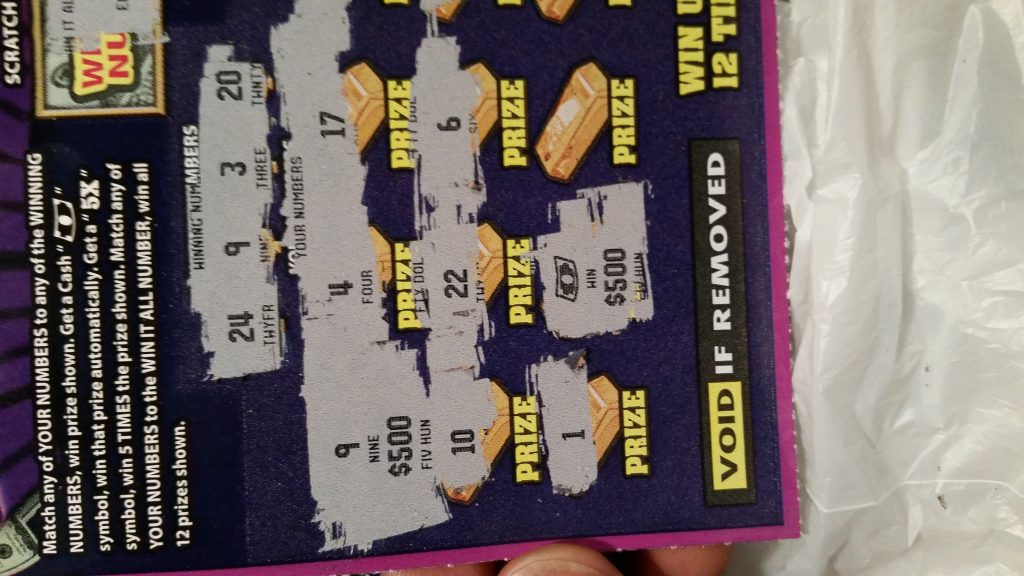 SCRATCH
Match any of YOUR NUMBERS to any of the WINNING
NUMBERS, win prize shown. Get a Cash " "
symbol, win that prize automatically. Get a "5X"
symbol, win 5 TIMES the prize shown. Match any of
YOUR NUMBERS to the WIN IT ALL NUMBER, win all
12 prizes shown.
WINNING NUMBERS
24 9 3 20
THYFR NINE THREE TWNTY
YOUR NUMBERS
9 4 17
NINE FOUR
$500
FIV HUN
PRIZE PRIZE
10 22 6
SIX
PRIZE PRIZE PRIZE
1
WIN
$500
PRIZE PRIZE
VOID IF REMOVED
WIN U
12 TI